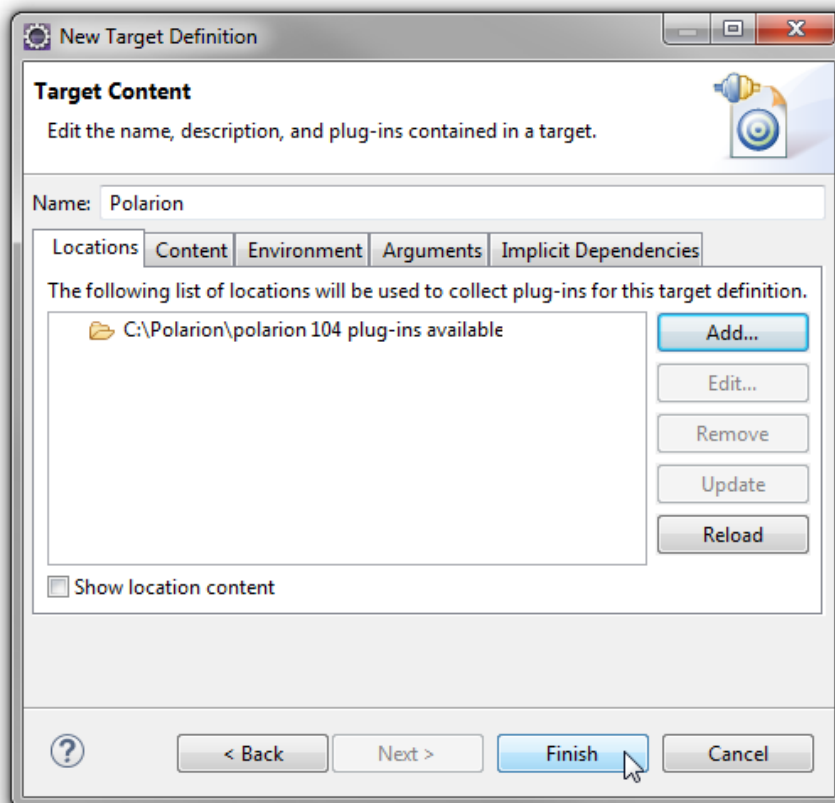 New Target Definition
Target Content
Edit the name, description, and plug-ins contained in a target.
Name: Polarion
Locations Content Environment Arguments Implicit Dependencies
The following list of locations will be used to collect plug-ins for this target definition.
C:\Polarion\polarion 104 plug-ins available
Add...
Edit...
Remove
Update
Reload
Show location content
? < Back Next > Finish Cancel